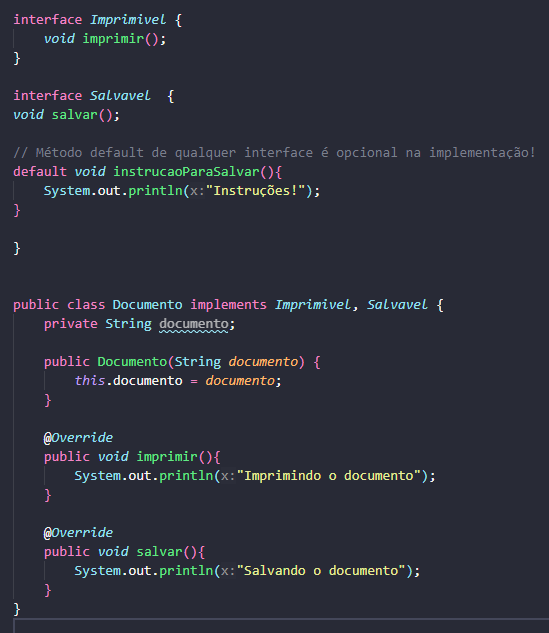 interface Imprimivel {
    void imprimir();
}

interface Salvavel  {
void salvar();

// Método default de qualquer interface é opcional na implementação!
default void instrucaoParaSalvar(){
    System.out.println(x:"Instruções!");
}

}


public class Documento implements Imprimivel, Salvavel {
    private String documento;

    public Documento(String documento) {
        this.documento = documento;
    }

    @Override
    public void imprimir(){
        System.out.println(x:"Imprimindo o documento");
    }

    @Override
    public void salvar(){
        System.out.println(x:"Salvando o documento");
    }
}